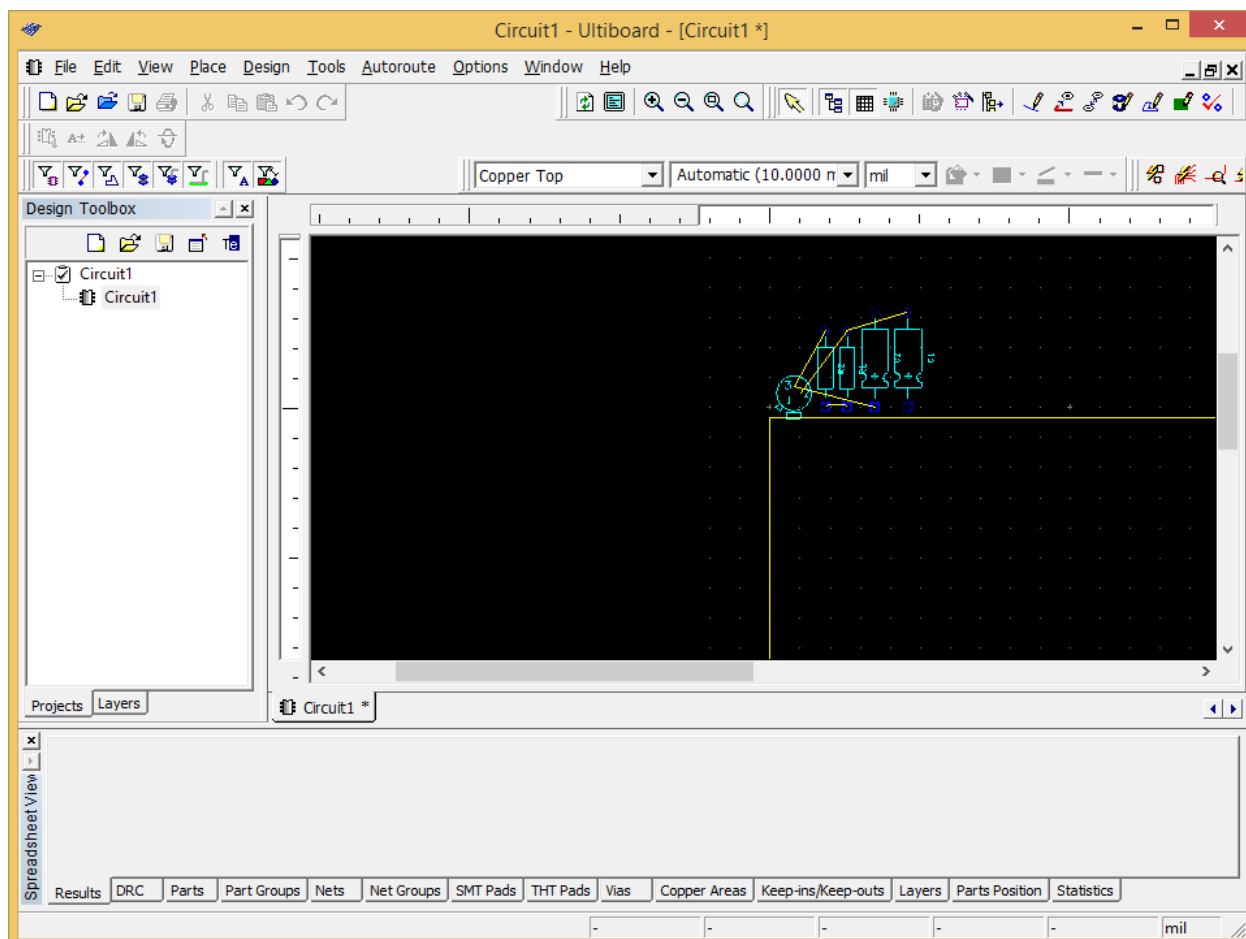 Circuit1 - Ultiboard - [Circuit1 *]
File Edit View Place Design Tools Autoroute Options Window Help
Copper Top Automatic (10.0000 m mil
Design Toolbox
Circuit1
Circuit1
3
1
Projects Layers
Circuit1 *
Spreadsheet View
Results DRC Parts Part Groups Nets Net Groups SMT Pads THT Pads Vias Copper Areas Keep-ins/Keep-outs Layers Parts Position Statistics
- - - - - mil